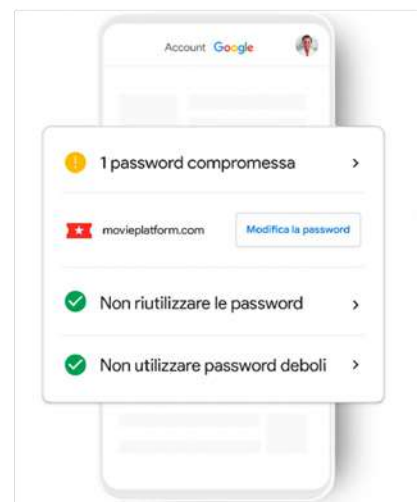 Account Google
1 password compromessa
movieplatform.com
Modifica la password
Non riutilizzare le password
Non utilizzare password deboli